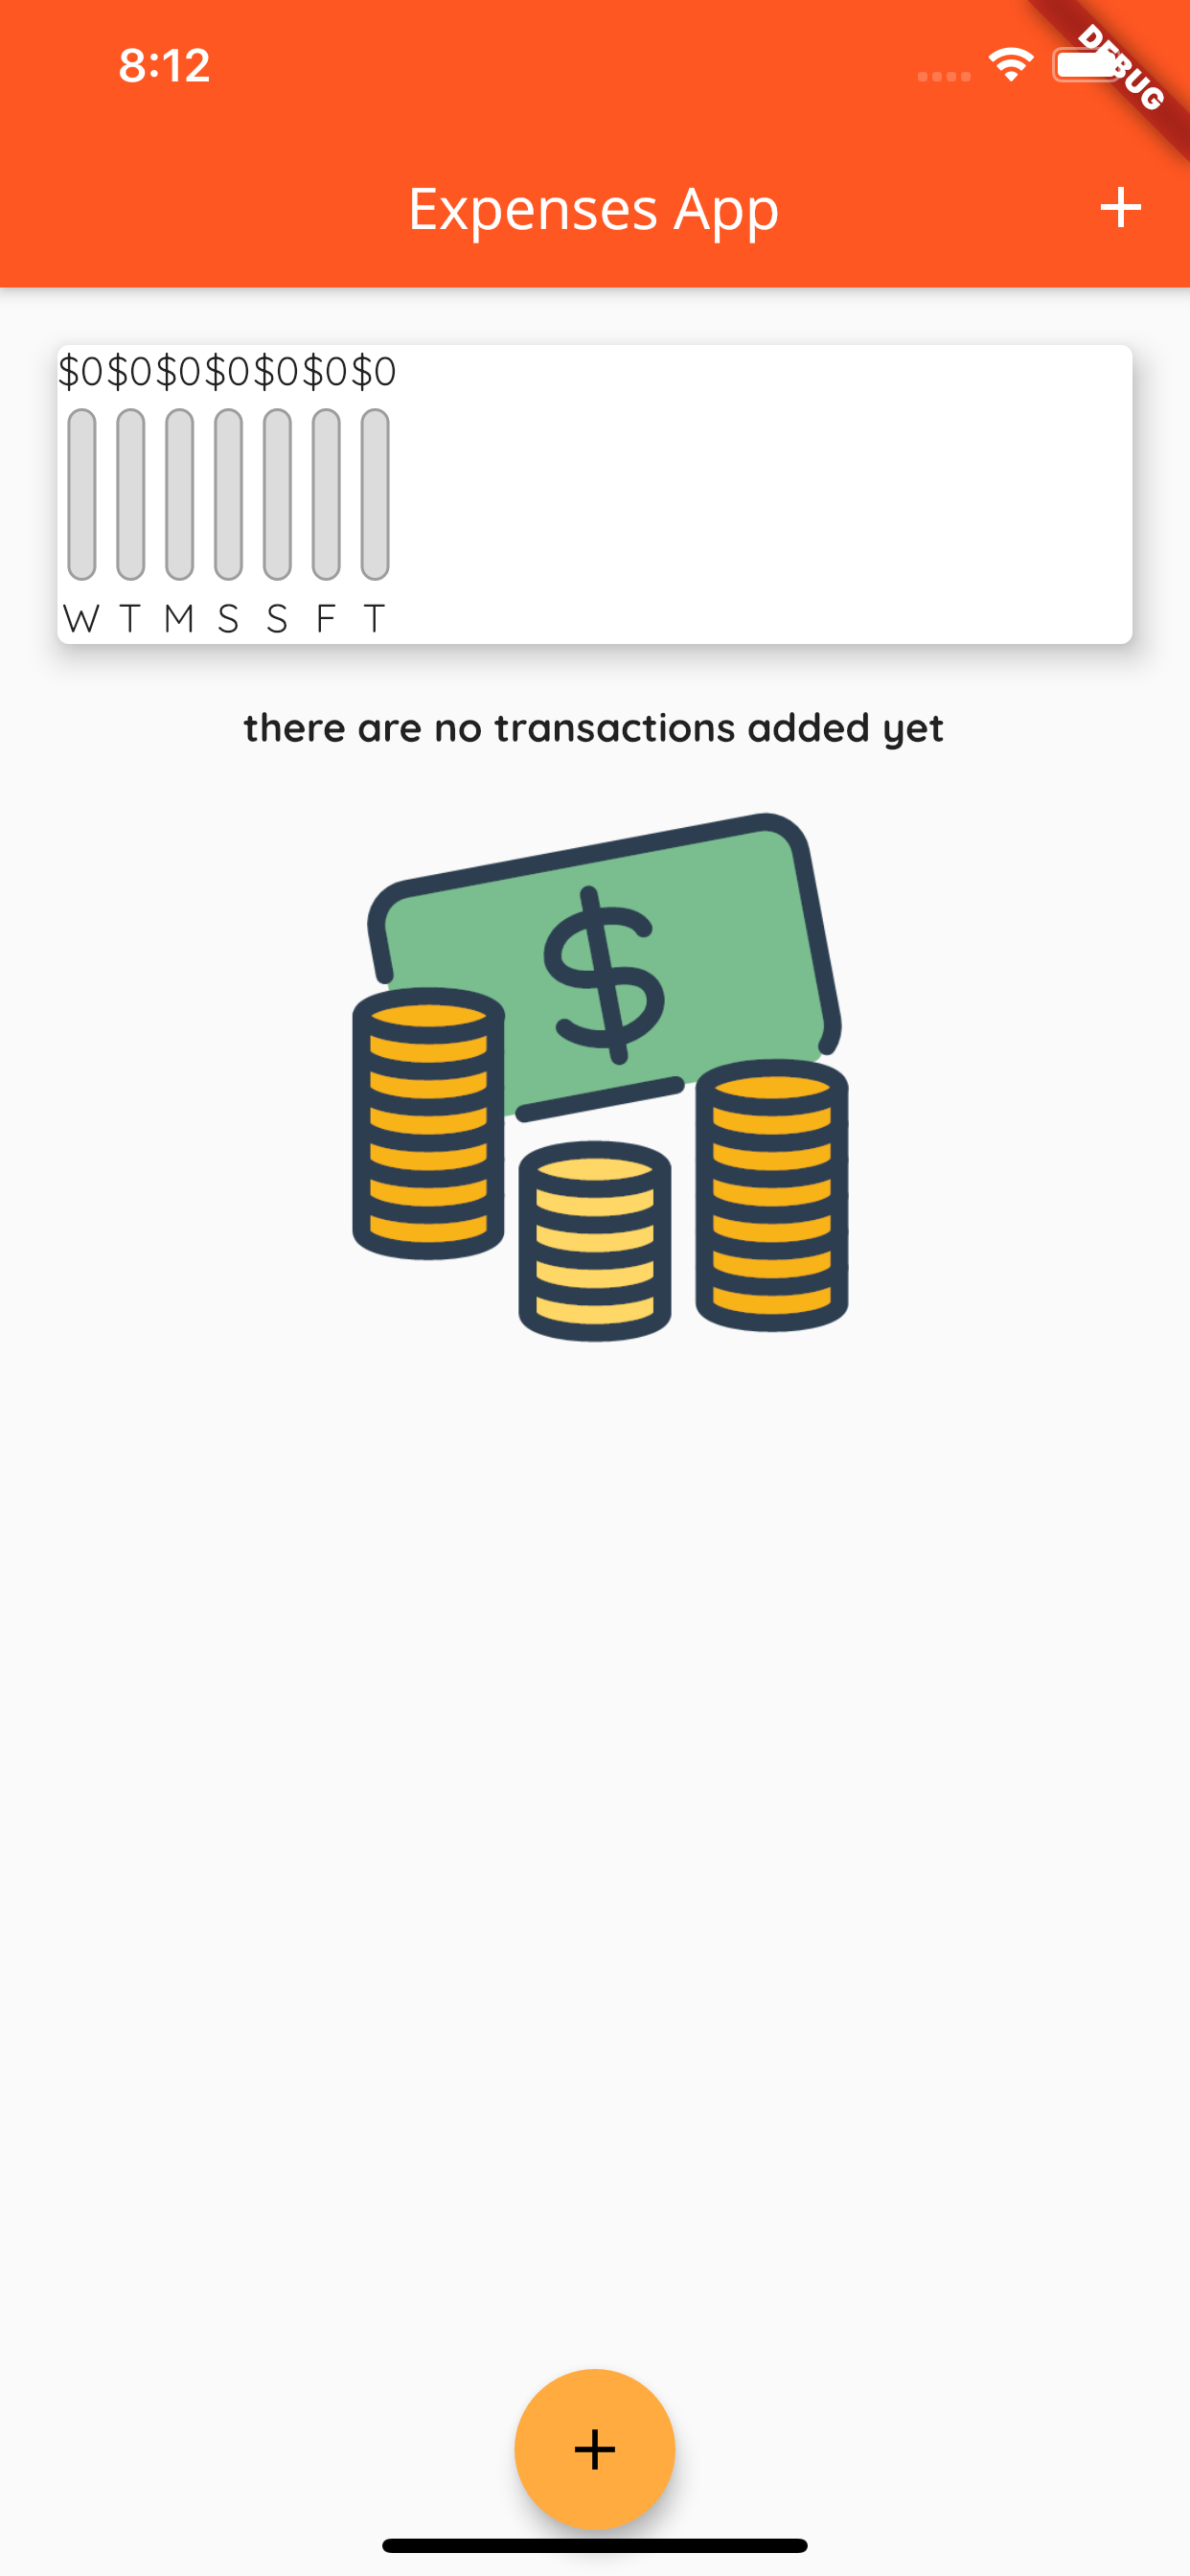 8:12
DEBUG
Expenses App
$0 $0 $0 $0 $0 $0 $0
W T M S S F T
there are no transactions added yet
$